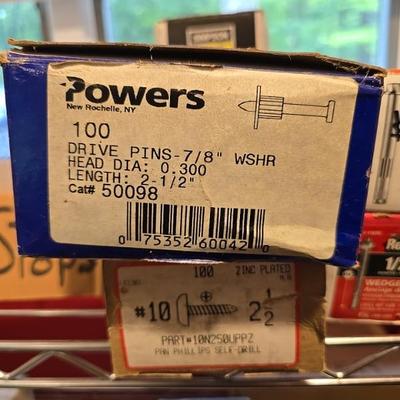 Powers
New Rochelle, NY
100
DRIVE PINS-7/8" WSHR
HEAD DIA: 0.300
LENGTH: 2-1/2"
Cat# 50098
0 75352 60042 0
100 ZINC PLATED
#10 2 1/2
PART#10N250UPPZ
PAN PHILLIPS SELF-DRILL
Stops